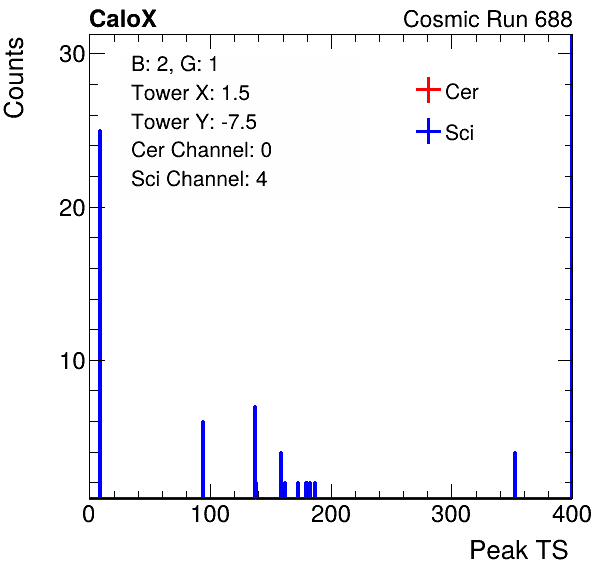 CaloX
Cosmic Run 688
Counts
30
20
10
B: 2, G: 1
Tower X: 1.5
Tower Y: -7.5
Cer Channel: 0
Sci Channel: 4
Cer
Sci
0
100
200
300
400
Peak TS